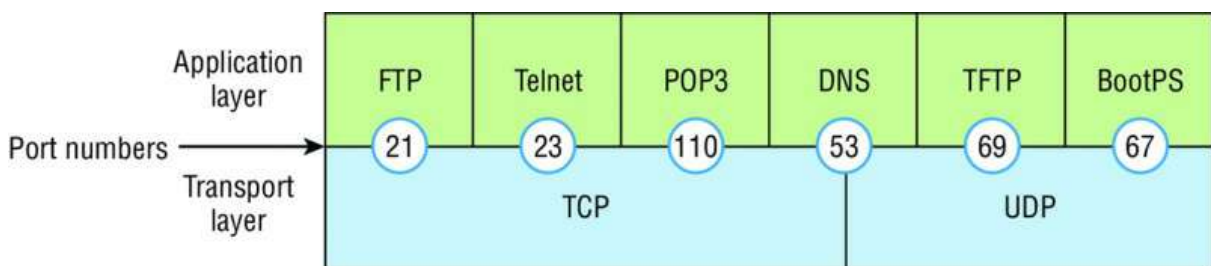 Application
layer
FTP Telnet POP3 DNS TFTP BootPS
Port numbers
21 23 110 53 69 67
Transport
layer
TCP UDP